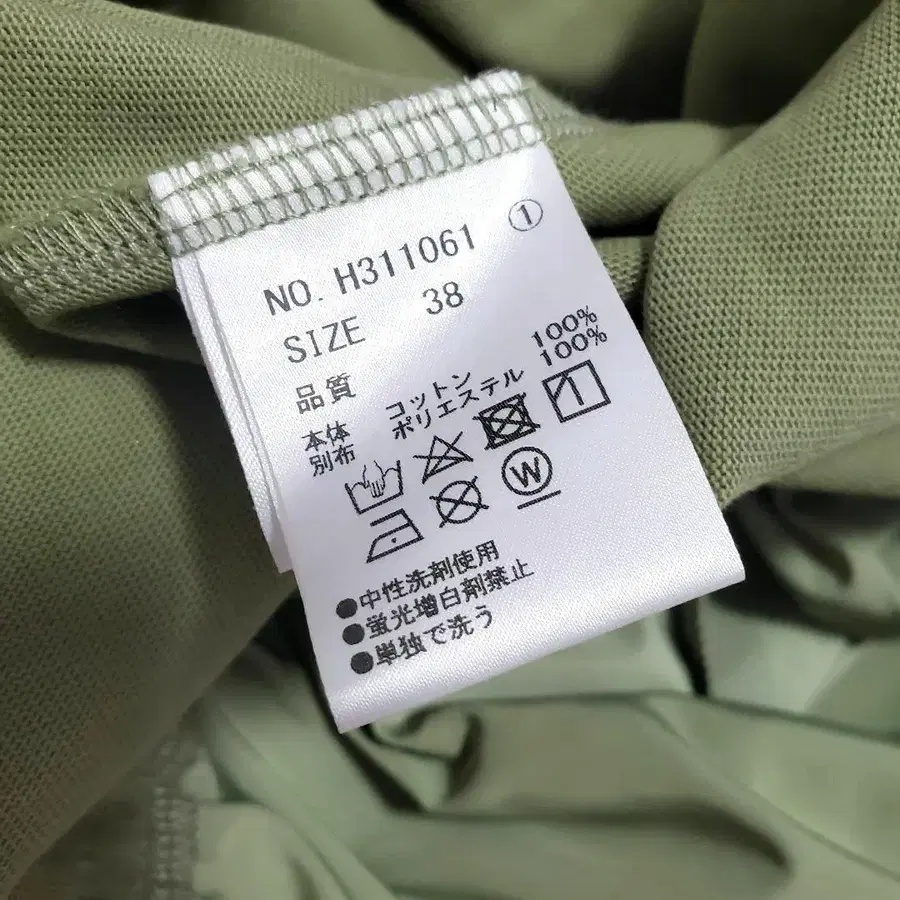 NO. H311061 ①
SIZE 38
品質
本体 コットン 100%
別布 ポリエステル 100%
W
●中性洗剤使用
●蛍光増白剤禁止
●単独で洗う